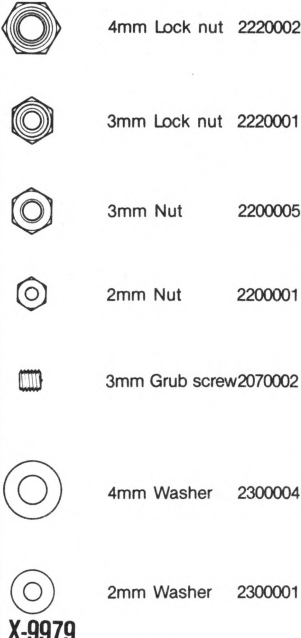 4mm Lock nut 2220002
3mm Lock nut 2220001
3mm Nut 2200005
2mm Nut 2200001
3mm Grub screw2070002
4mm Washer 2300004
2mm Washer 2300001
X-9979